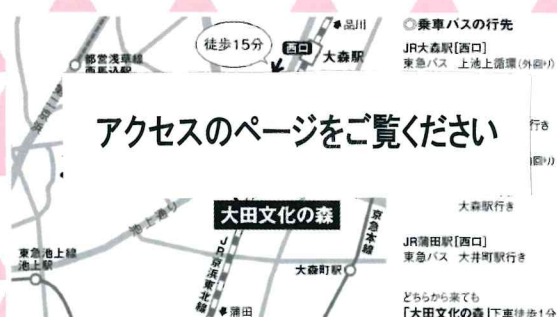 品川
徒歩15分
西口
大森駅
都営浅草線
アクセスのページをご覧ください
大田文化の森
池上通り
JR京浜東北線
京急本線
東急池上線
池上駅
大森町駅
蒲田
◎乗車バスの行先
JR大森駅[西口]
東急バス 上池上循環(外回り)
行き
回り)
大森駅行き
JR蒲田駅[西口]
東急バス 大井町駅行き
どちらから来ても
「大田文化の森」下車徒歩1分